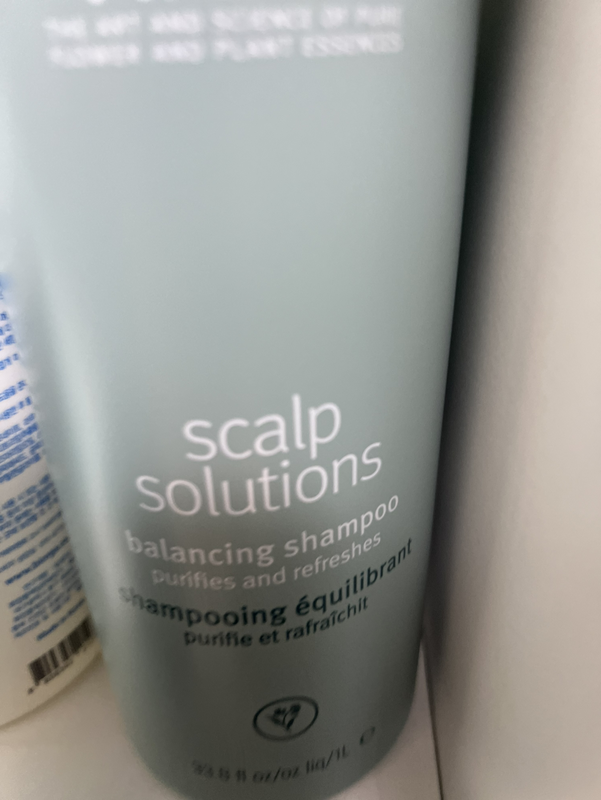 THE ART AND SCIENCE OF PURE
FLOWER AND PLANT ESSENCES
scalp
solutions
balancing shampoo
purifies and refreshes
shampooing équilibrant
purifie et rafraîchit
33.8 fl oz/oz liq/1L ℮